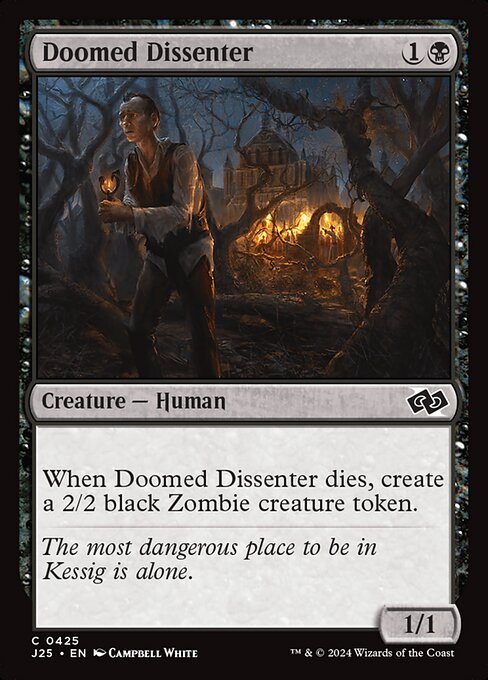 Doomed Dissenter 1
Creature — Human
When Doomed Dissenter dies, create
a 2/2 black Zombie creature token.
The most dangerous place to be in
Kessig is alone.
1/1
C 0425
J25 • EN Campbell White
™ & © 2024 Wizards of the Coast